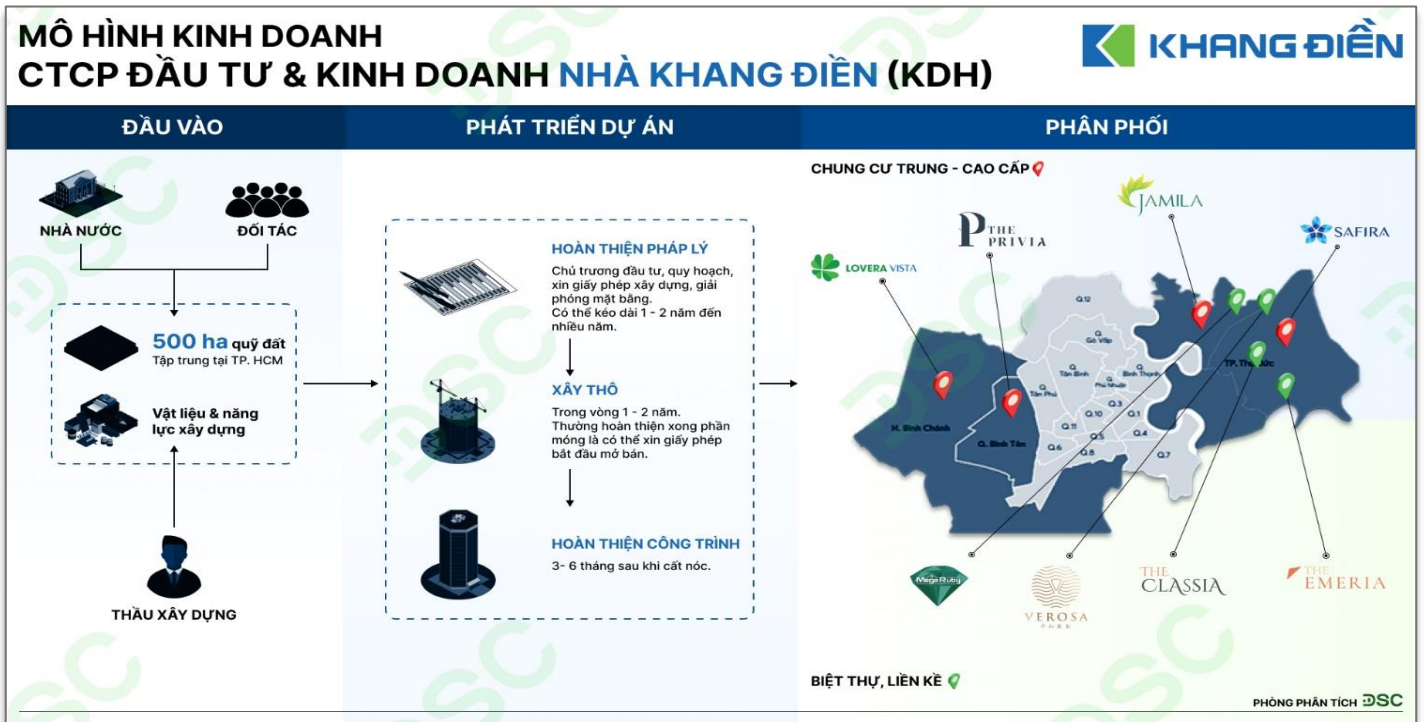 MÔ HÌNH KINH DOANH
CTCP ĐẦU TƯ & KINH DOANH NHÀ KHANG ĐIỀN (KDH)
KHANG ĐIỀN
ĐẦU VÀO
NHÀ NƯỚC
ĐỐI TÁC
500 ha quỹ đất
Tập trung tại TP. HCM
Vật liệu & năng
lực xây dựng
THẦU XÂY DỰNG
PHÁT TRIỂN DỰ ÁN
HOÀN THIỆN PHÁP LÝ
Chủ trương đầu tư, quy hoạch,
xin giấy phép xây dựng, giải
phóng mặt bằng.
Có thể kéo dài 1 - 2 năm đến
nhiều năm.
XÂY THÔ
Trong vòng 1 - 2 năm.
Thường hoàn thiện xong phần
móng là có thể xin giấy phép
bắt đầu mở bán.
HOÀN THIỆN CÔNG TRÌNH
3- 6 tháng sau khi cất nóc.
PHÂN PHỐI
CHUNG CƯ TRUNG - CAO CẤP
JAMILA
THE
PRIVIA
SAFIRA
LOVERA VISTA
Q.12
Q.
Gò Vấp
Q.
Tân Bình
Q.
Bình Thạnh
Q.
Phú Nhuận
Q.
Tân Phú
TP. Thủ Đức
Q.3
Q.10
Q.1
Q.11
Q.5
Q.4
Q.6
Q.8
Q.7
H. Bình Chánh
Q. Bình Tân
Mega Ruby
VEROSA
PARK
THE
CLASSIA
THE
EMERIA
BIỆT THỰ, LIỀN KỀ
PHÒNG PHÂN TÍCH DSC